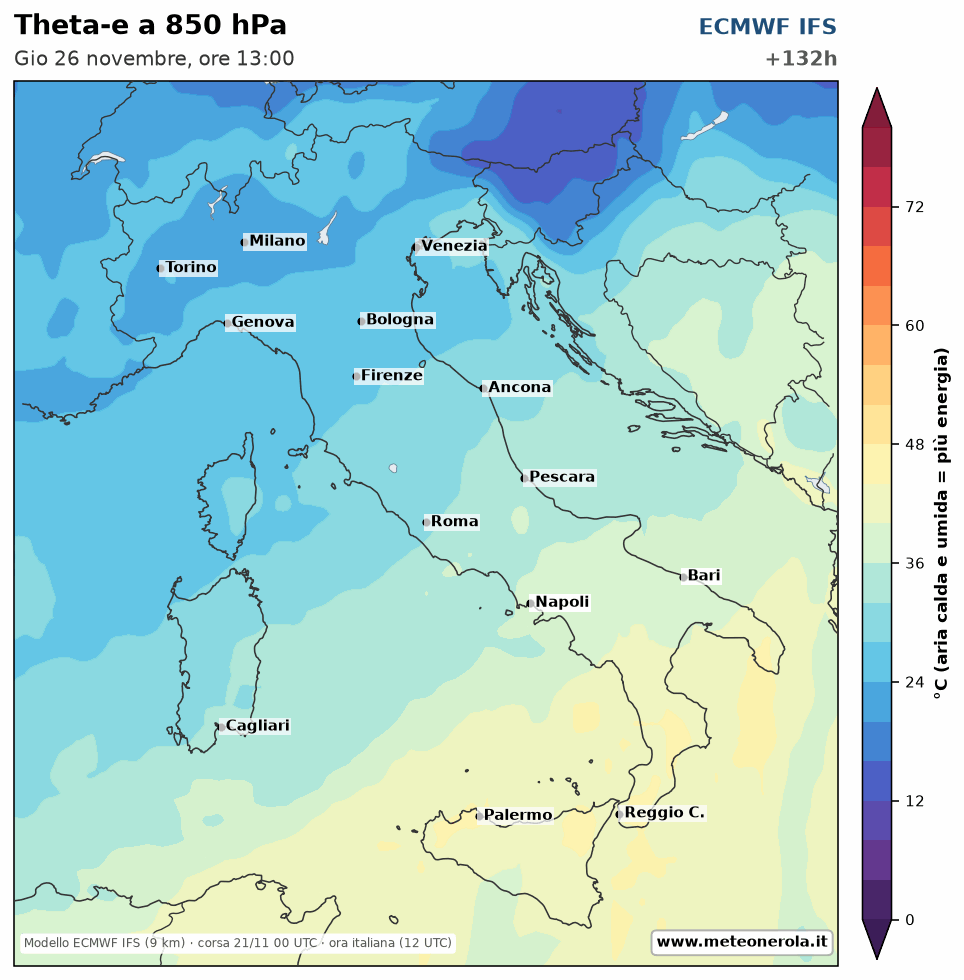 Theta-e a 850 hPa
ECMWF IFS
Gio 26 novembre, ore 13:00
+132h
Milano
Venezia
Torino
Genova
Bologna
Firenze
Ancona
Pescara
Roma
Bari
Napoli
Cagliari
Palermo
Reggio C.
72
60
48
36
24
12
0
°C (aria calda e umida = più energia)
Modello ECMWF IFS (9 km) · corsa 21/11 00 UTC · ora italiana (12 UTC)
www.meteonerola.it